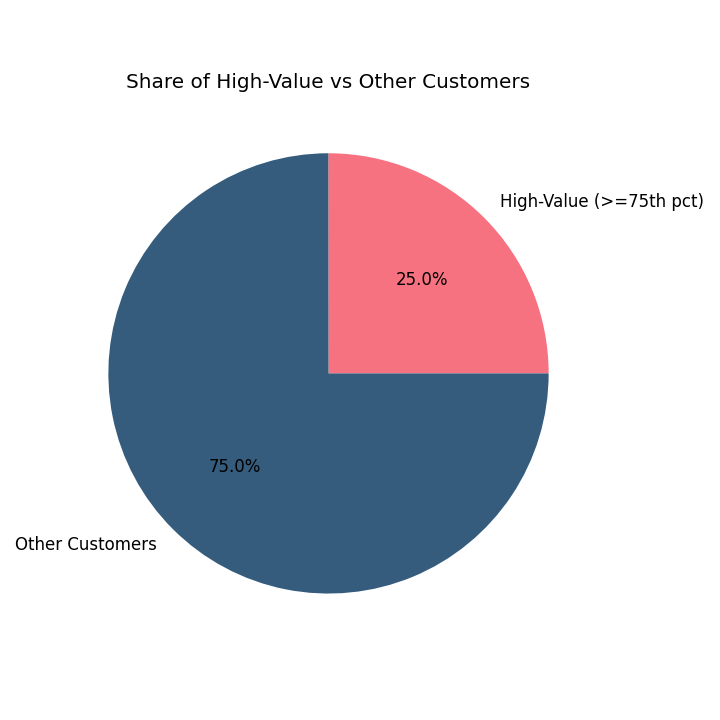 Share of High-Value vs Other Customers
High-Value (>=75th pct)
25.0%
75.0%
Other Customers